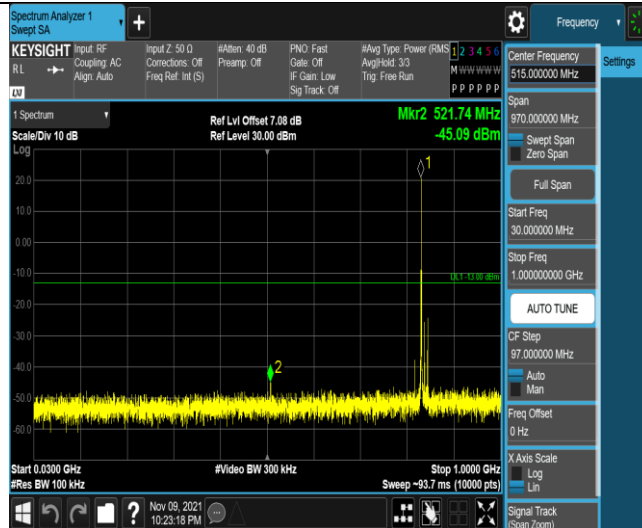 Spectrum Analyzer 1
Swept SA
Frequency
KEYSIGHT
RL
LXI
Input: RF
Coupling: AC
Align: Auto
Input Z: 50 Ω
Corrections: Off
Freq Ref: Int (S)
#Atten: 40 dB
Preamp: Off
PNO: Fast
Gate: Off
IF Gain: Low
Sig Track: Off
#Avg Type: Power (RMS
Avg|Hold: 3/3
Trig: Free Run
1 2 3 4 5 6
M W W W W W
P P P P P P
1 Spectrum
Scale/Div 10 dB
Ref Lvl Offset 7.08 dB
Ref Level 30.00 dBm
Mkr2 521.74 MHz
-45.09 dBm
Log
20.0
10.0
0.00
-10.0
-20.0
-30.0
-40.0
-50.0
-60.0
1
DL1 -13.00 dBm
2
Start 0.0300 GHz
#Res BW 100 kHz
#Video BW 300 kHz
Stop 1.0000 GHz
Sweep ~93.7 ms (10000 pts)
Nov 09, 2021
10:23:18 PM
Center Frequency
515.000000 MHz
Span
970.000000 MHz
Swept Span
Zero Span
Full Span
Start Freq
30.000000 MHz
Stop Freq
1.000000000 GHz
AUTO TUNE
CF Step
97.000000 MHz
Auto
Man
Freq Offset
0 Hz
X Axis Scale
Log
Lin
Signal Track
(Span Zoom)
Settings